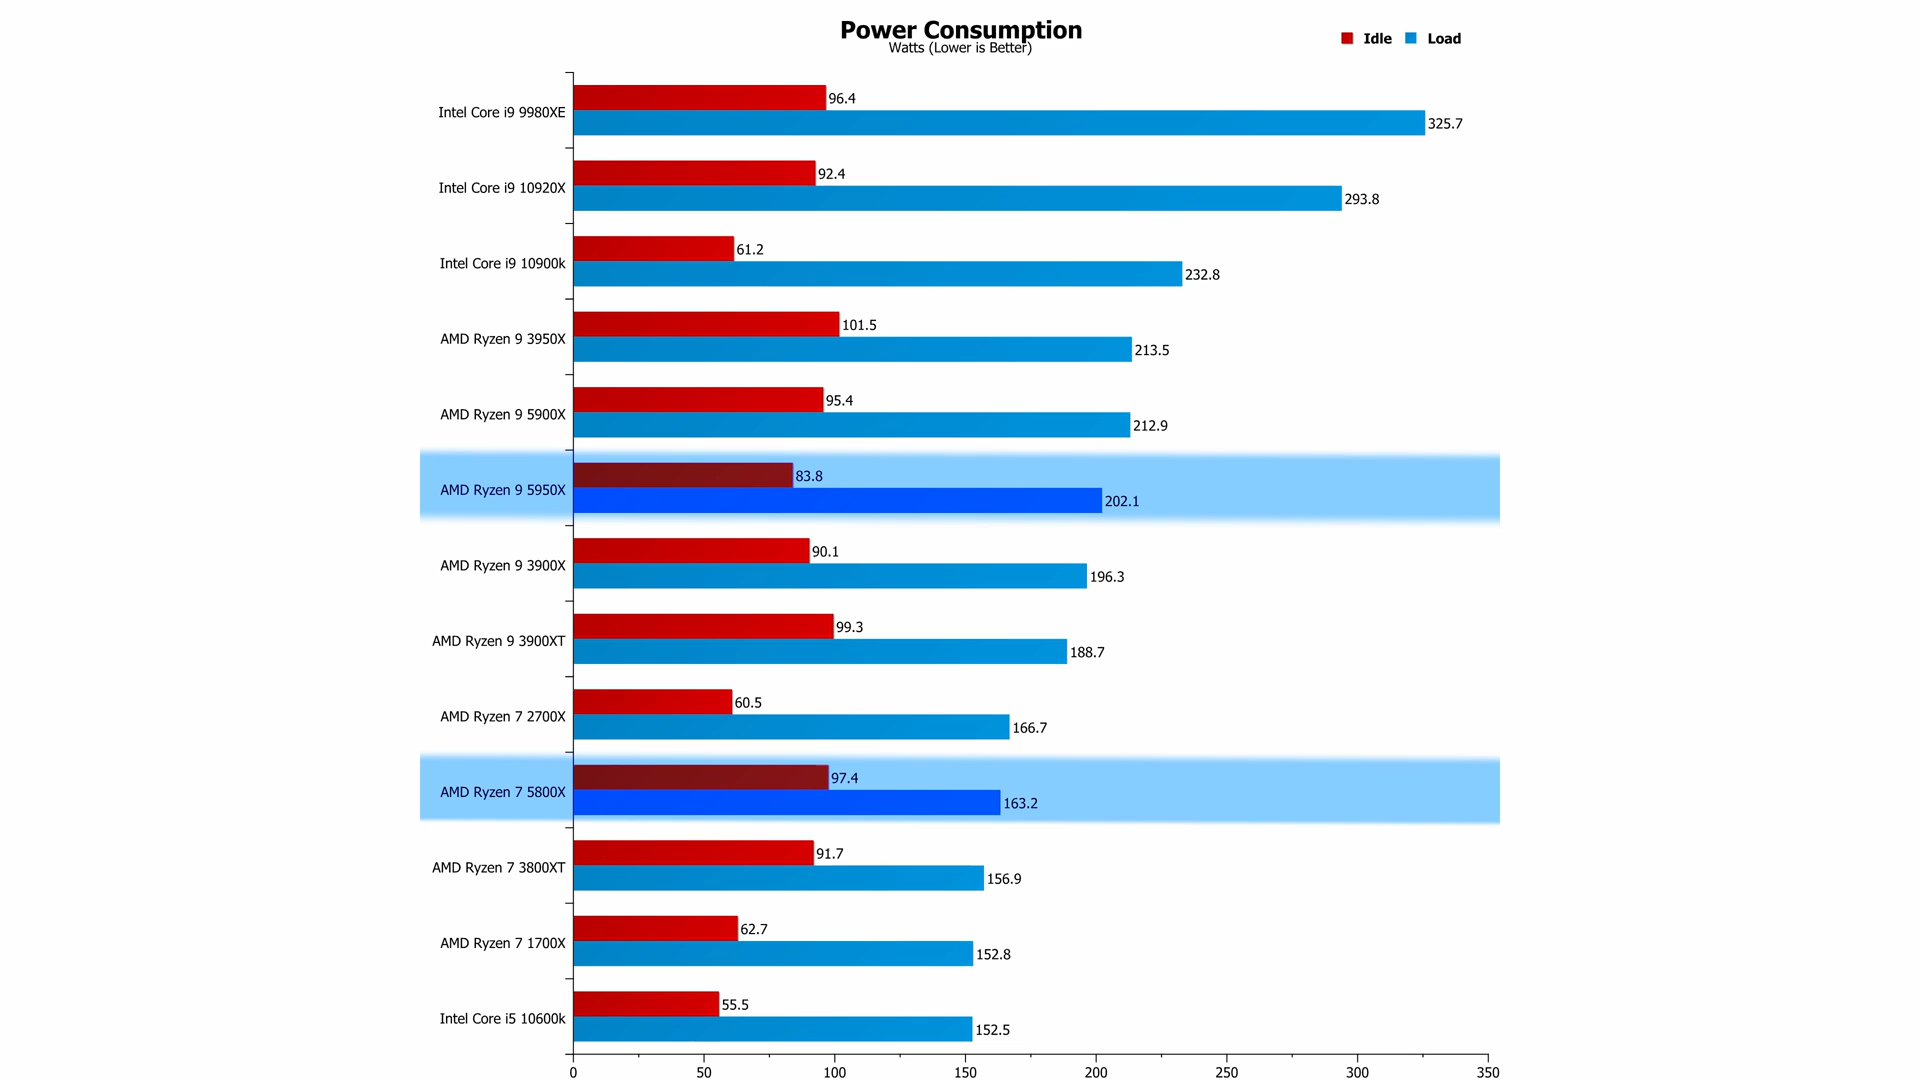 Power Consumption
Watts (Lower is Better)
Idle Load
Intel Core i9 9980XE 96.4 325.7
Intel Core i9 10920X 92.4 293.8
Intel Core i9 10900k 61.2 232.8
AMD Ryzen 9 3950X 101.5 213.5
AMD Ryzen 9 5900X 95.4 212.9
AMD Ryzen 9 5950X 83.8 202.1
AMD Ryzen 9 3900X 90.1 196.3
AMD Ryzen 9 3900XT 99.3 188.7
AMD Ryzen 7 2700X 60.5 166.7
AMD Ryzen 7 5800X 97.4 163.2
AMD Ryzen 7 3800XT 91.7 156.9
AMD Ryzen 7 1700X 62.7 152.8
Intel Core i5 10600k 55.5 152.5
0 50 100 150 200 250 300 350